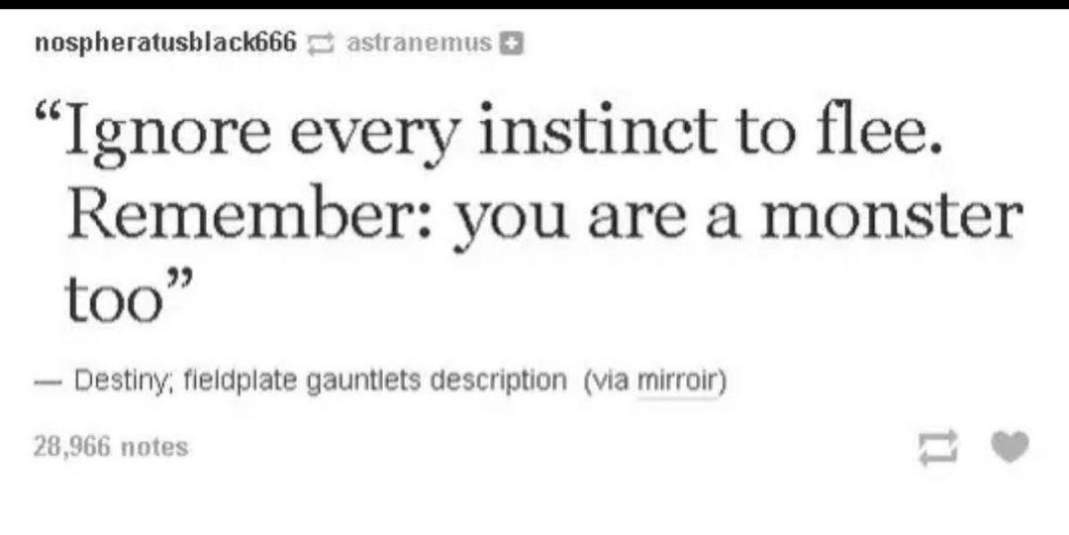 nospheratusblack666 astranemus
“Ignore every instinct to flee.
Remember: you are a monster
too”
— Destiny; fieldplate gauntlets description (via mirroir)
28,966 notes